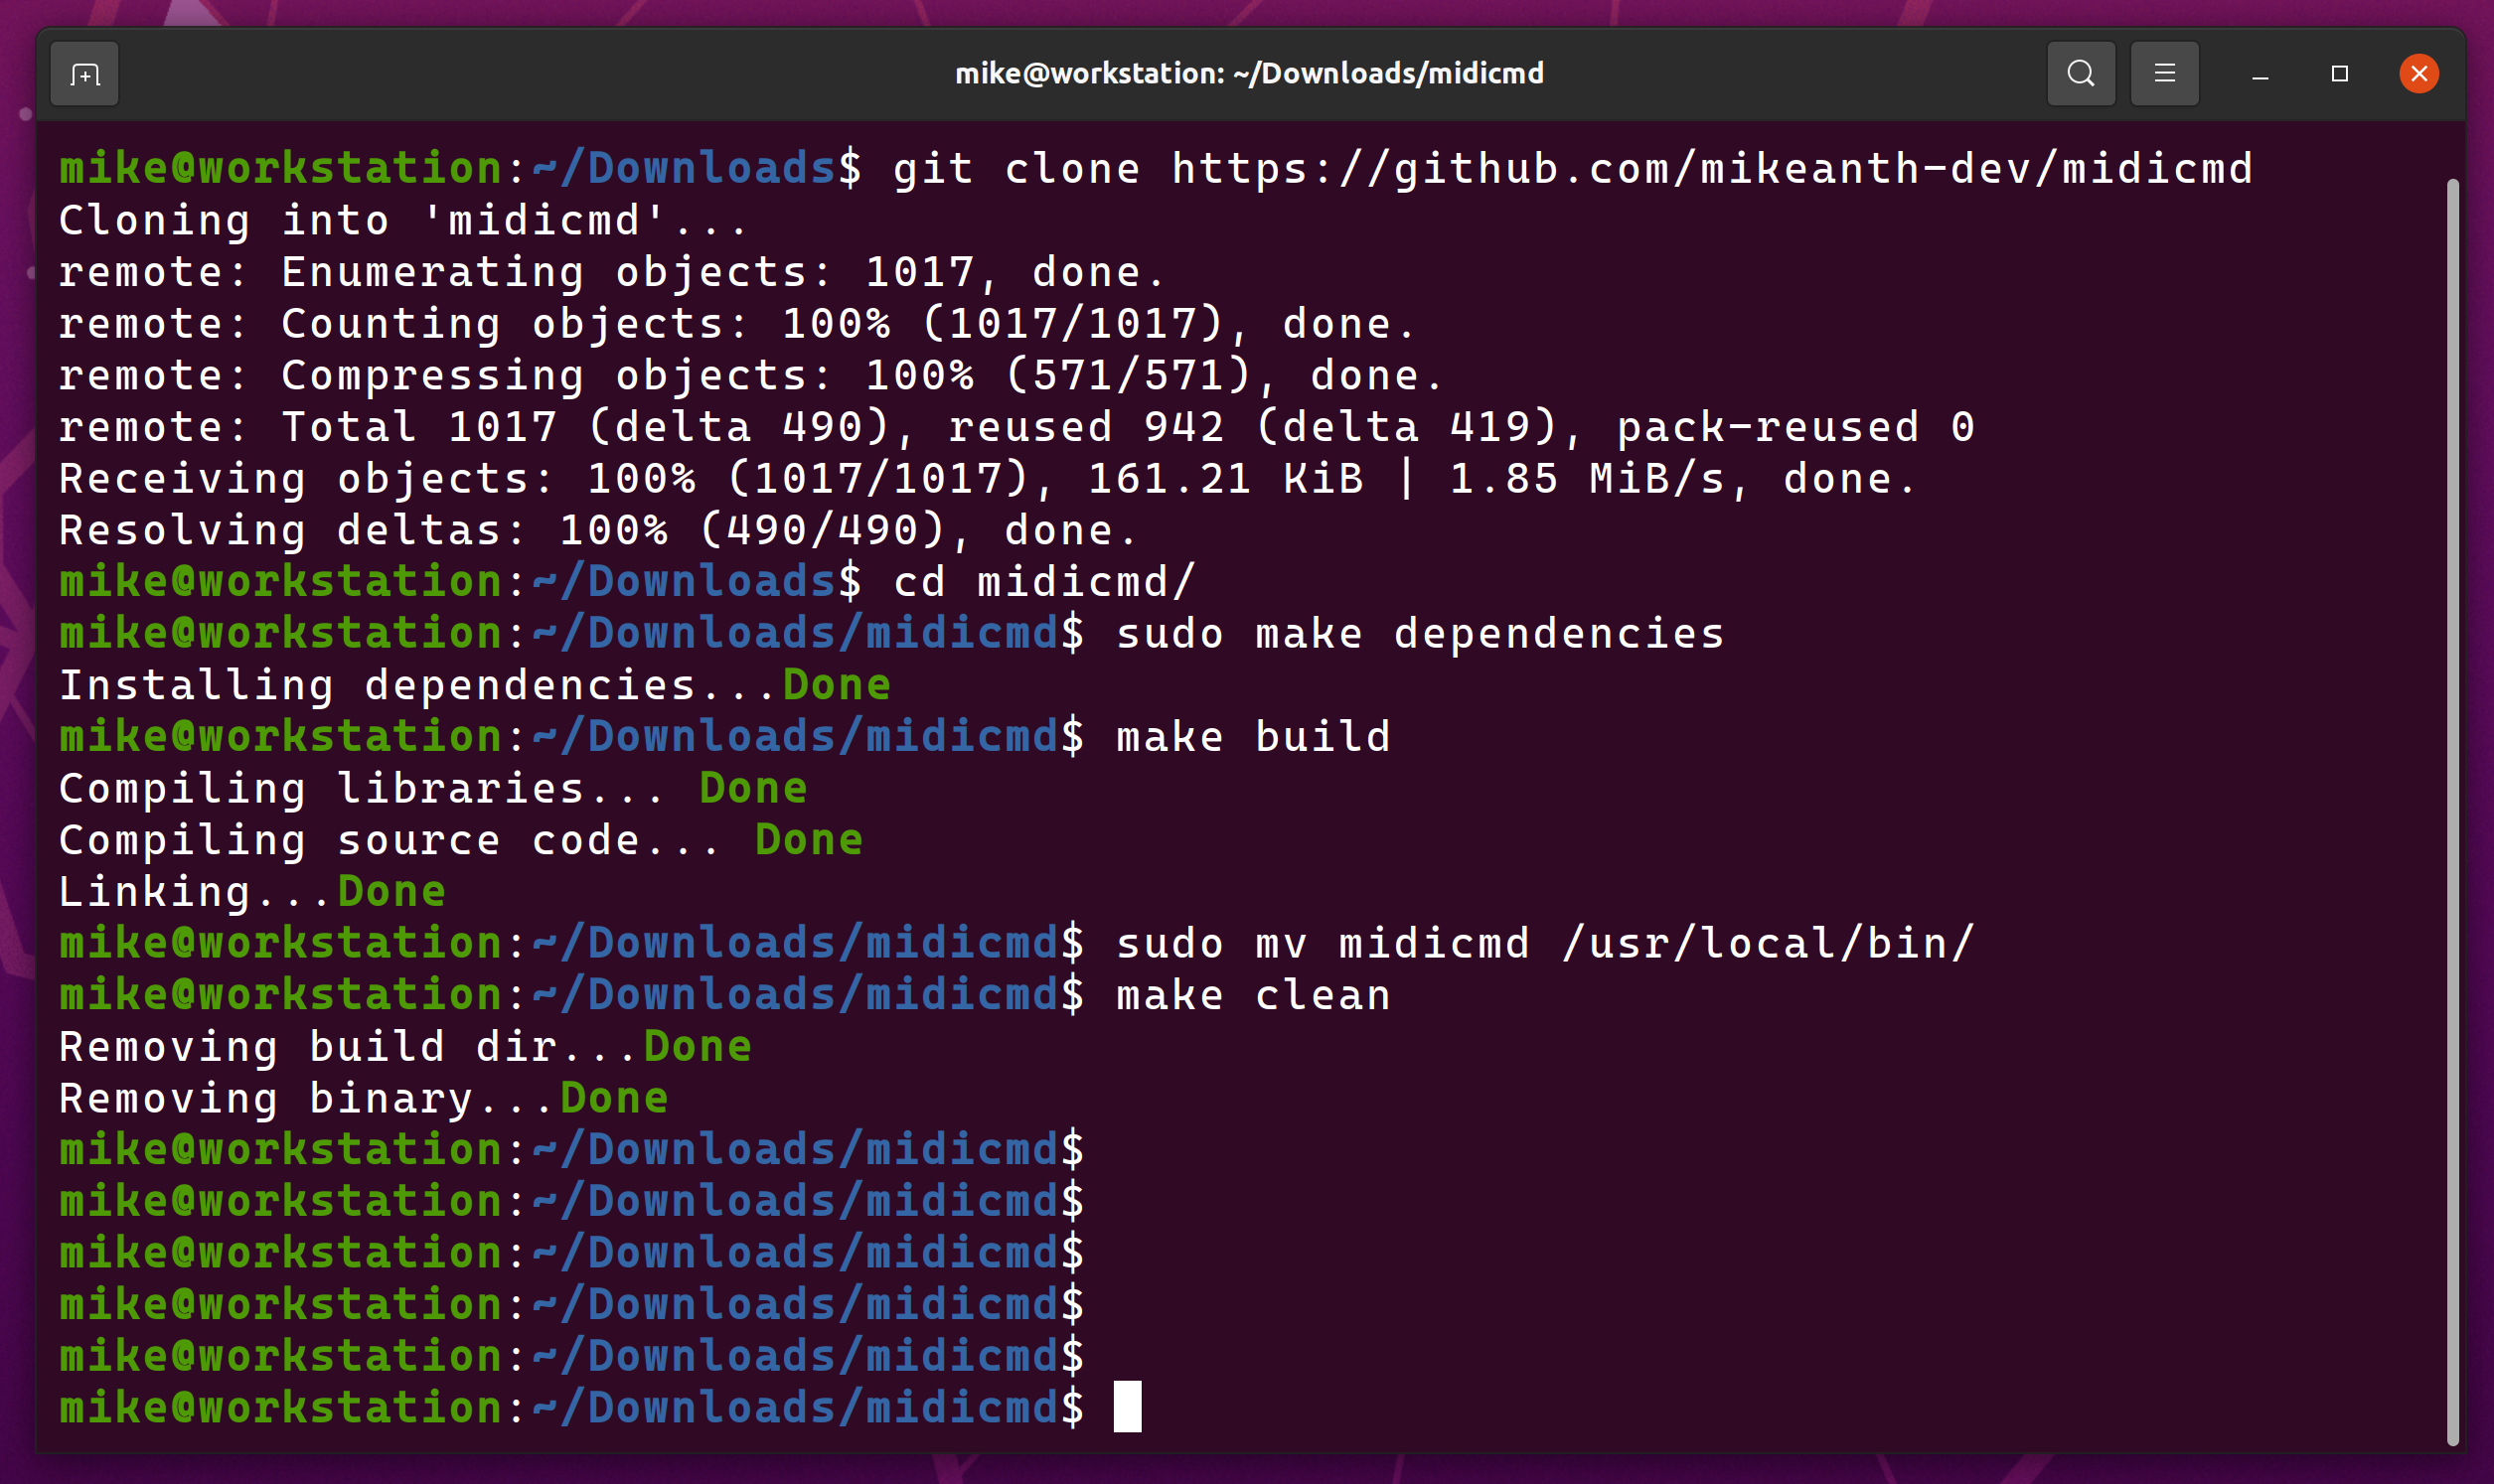 mike@workstation: ~/Downloads/midicmd
mike@workstation:~/Downloads$ git clone https://github.com/mikeanth-dev/midicmd
Cloning into 'midicmd'...
remote: Enumerating objects: 1017, done.
remote: Counting objects: 100% (1017/1017), done.
remote: Compressing objects: 100% (571/571), done.
remote: Total 1017 (delta 490), reused 942 (delta 419), pack-reused 0
Receiving objects: 100% (1017/1017), 161.21 KiB | 1.85 MiB/s, done.
Resolving deltas: 100% (490/490), done.
mike@workstation:~/Downloads$ cd midicmd/
mike@workstation:~/Downloads/midicmd$ sudo make dependencies
Installing dependencies...Done
mike@workstation:~/Downloads/midicmd$ make build
Compiling libraries... Done
Compiling source code... Done
Linking...Done
mike@workstation:~/Downloads/midicmd$ sudo mv midicmd /usr/local/bin/
mike@workstation:~/Downloads/midicmd$ make clean
Removing build dir...Done
Removing binary...Done
mike@workstation:~/Downloads/midicmd$
mike@workstation:~/Downloads/midicmd$
mike@workstation:~/Downloads/midicmd$
mike@workstation:~/Downloads/midicmd$
mike@workstation:~/Downloads/midicmd$
mike@workstation:~/Downloads/midicmd$